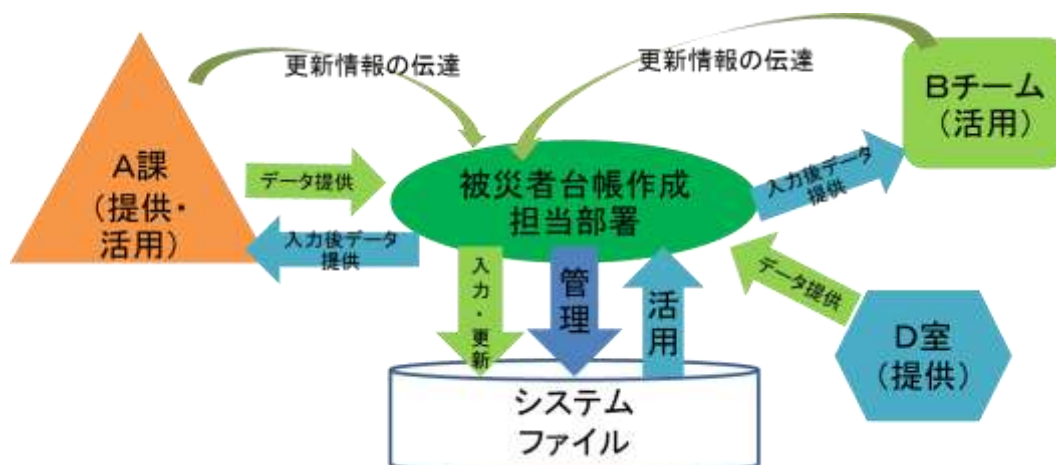 更新情報の伝達
更新情報の伝達
Bチーム
（活用）
A課
（提供・
活用）
データ提供
入力後データ
提供
被災者台帳作成
担当部署
入力後データ
提供
データ提供
D室
（提供）
入力・更新
管理
活用
システム
ファイル